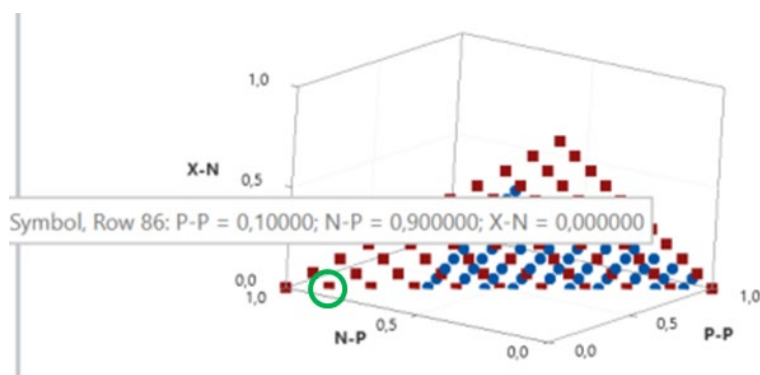 1,0
X-N
0,5
Symbol, Row 86: P-P = 0,10000; N-P = 0,900000; X-N = 0,000000
0,0
1,0
1,0
0,5
0,5
N-P
P-P
0,0
0,0